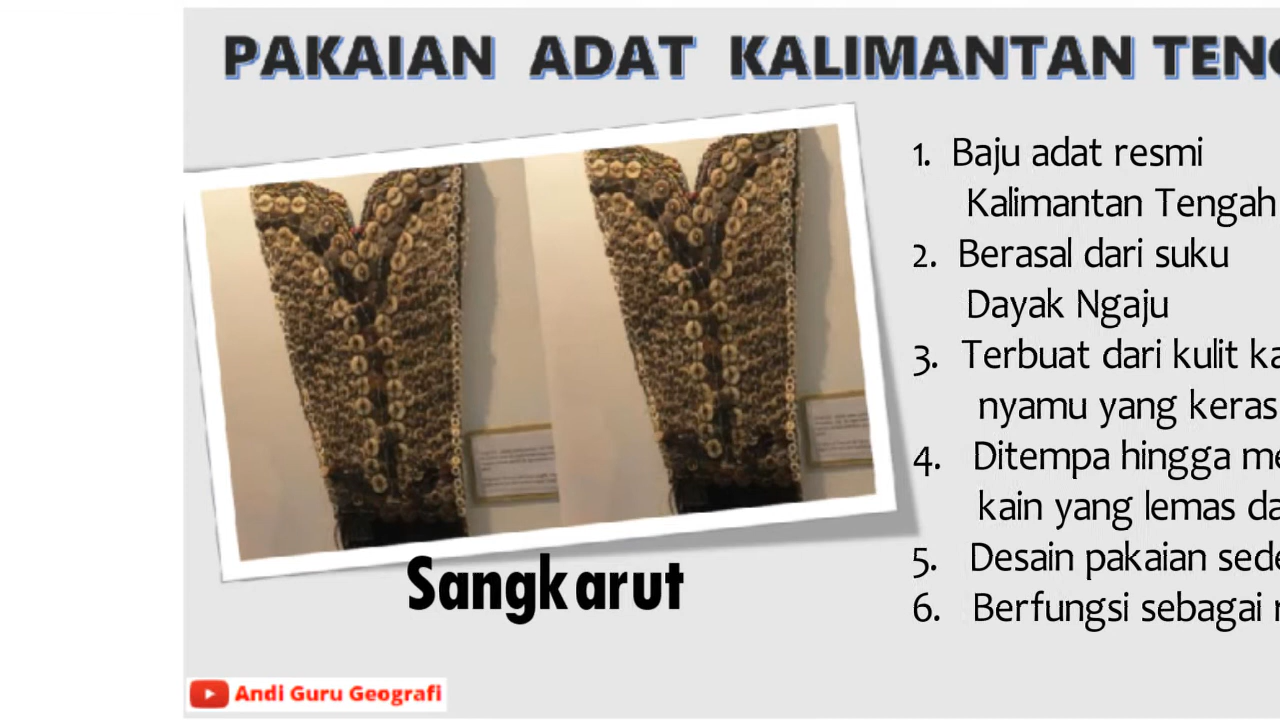 PAKAIAN ADAT KALIMANTAN TENG
1. Baju adat resmi
Kalimantan Tengah
2. Berasal dari suku
Dayak Ngaju
3. Terbuat dari kulit ka
nyamu yang keras
4. Ditempa hingga me
kain yang lemas da
5. Desain pakaian sede
6. Berfungsi sebagai
Sangkarut
Andi Guru Geografi